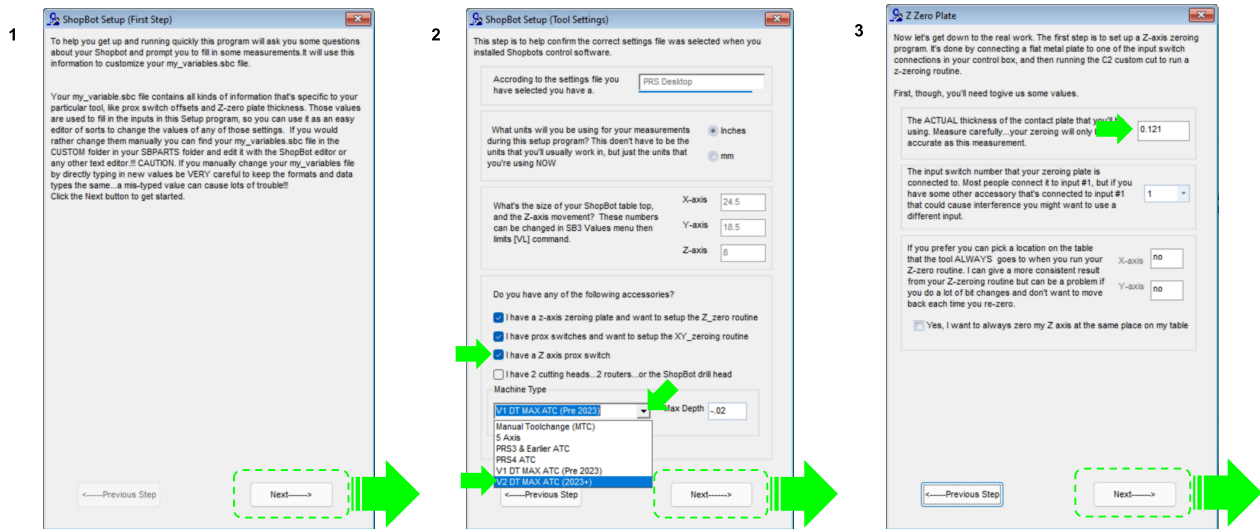 1
ShopBot Setup (First Step)
To help you get up and running quickly this program will ask you some questions
about your Shopbot and prompt you to fill in some measurements.it will use this
information to customize your my_variables.sbc file.
Your my_variable.sbc file contains all kinds of information that's specific to your
particular tool, like prox switch offsets and Z-zero plate thickness. Those values
are used to fill in the inputs in this Setup program, so you can use it as an easy
editor of sorts to change the values of any of those settings. If you would
rather change them manually you can find your my_variables.sbc file in the
CUSTOM folder in your SBPARTS folder and edit it with the ShopBot editor or
any other text editor.!!! CAUTION. If you manually change your my_variables file
by directly typing in new values be VERY careful to keep the formats and data
types the same...a mis-typed value can cause lots of trouble!!!
Click the Next button to get started.
<-----Previous Step
Next------>
2
ShopBot Setup (Tool Settings)
This step is to help confirm the correct settings file was selected when you
installed Shopbots control software.
Accroding to the settings file you
have selected you have a.
PRS Desktop
What units will you be using for your measurements
during this setup program? This doen't have to be the
units that you'll usually work in, but just the units that
you're using NOW
Inches
mm
What's the size of your ShopBot table top,
and the Z-axis movement? These numbers
can be changed in SB3 Values menu then
limits [VL] command.
X-axis 24.5
Y-axis 18.5
Z-axis 8
Do you have any of the following accessories?
I have a z-axis zeroing plate and want to setup the Z_zero routine
I have prox switches and want to setup the XY_zeroing routine
I have a Z axis prox switch
I have 2 cutting heads...2 routers...or the ShopBot drill head
Machine Type
V1 DT MAX ATC (Pre 2023)
Max Depth -.02
Manual Toolchange (MTC)
5 Axis
PRS3 & Earlier ATC
PRS4 ATC
V1 DT MAX ATC (Pre 2023)
V2 DT MAX ATC (2023+)
<-----Previous Step
Next------>
3
Z Zero Plate
Now let's get down to the real work. The first step is to set up a Z-axis zeroing
program. It's done by connecting a flat metal plate to one of the input switch
connections in your control box, and then running the C2 custom cut to run a
z-zeroing routine.
First, though, you'll need togive us some values.
The ACTUAL thickness of the contact plate that
using. Measure carefully...your zeroing will only
accurate as this measurement.
0.121
The input switch number that your zeroing plate is
connected to. Most people connect it to input #1, but if you
have some other accessory that's connected to input #1
that could cause interference you might want to use a
different input.
1
If you prefer you can pick a location on the table
that the tool ALWAYS goes to when you run your
Z-zero routine. I can give a more consistent result
from your Z-zeroing routine but can be a problem if
you do a lot of bit changes and don't want to move
back each time you re-zero.
X-axis no
Y-axis no
Yes, I want to always zero my Z axis at the same place on my table
<-----Previous Step
Next------>